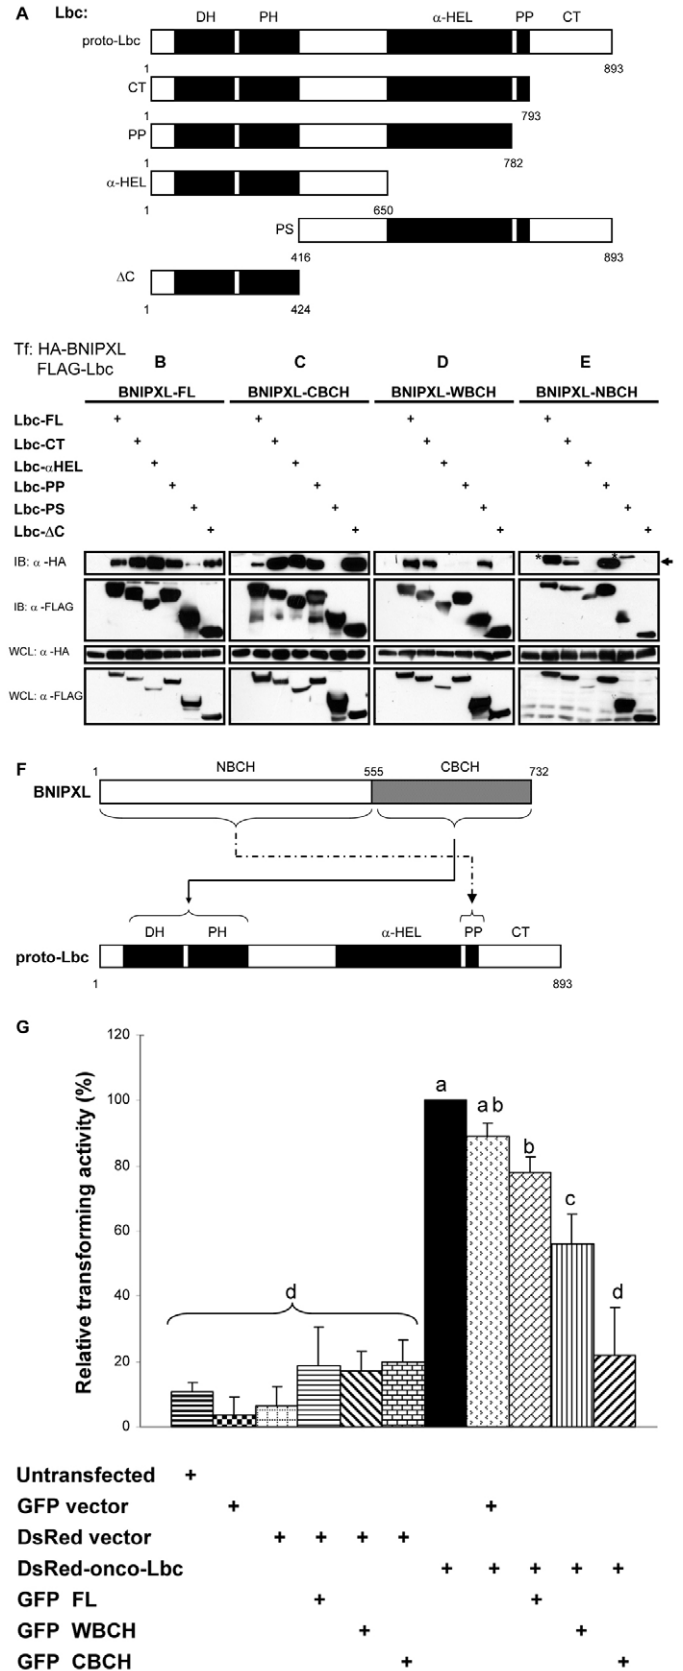 A Lbc: DH PH α-HEL PP CT
proto-Lbc
1 893
CT
1 793
PP
1 782
α-HEL
1 650
PS
416 893
ΔC
1 424
Tf: HA-BNIPXL
FLAG-Lbc
B C D E
BNIPXL-FL BNIPXL-CBCH BNIPXL-WBCH BNIPXL-NBCH
Lbc-FL + + + +
Lbc-CT + + + +
Lbc-αHEL + + + +
Lbc-PP + + + +
Lbc-PS + + + +
Lbc-ΔC + + + +
IB: α -HA * *
IB: α -FLAG
WCL: α -HA
WCL: α -FLAG
F
1 NBCH 555 CBCH 732
BNIPXL
DH PH α-HEL PP CT
proto-Lbc
1 893
G
Relative transforming activity (%)
120
100
80
60
40
20
0
d a ab b c d
Untransfected +
GFP vector + +
DsRed vector + + + +
DsRed-onco-Lbc + + + + +
GFP FL + +
GFP WBCH + +
GFP CBCH + +